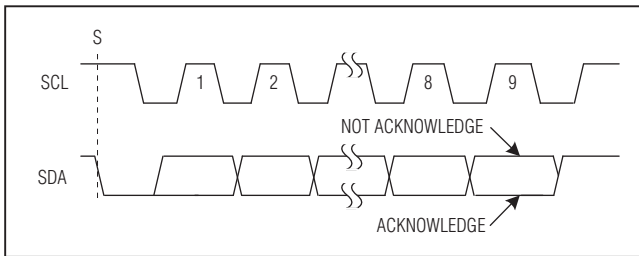 S
SCL 1 2 8 9
NOT ACKNOWLEDGE
SDA
ACKNOWLEDGE